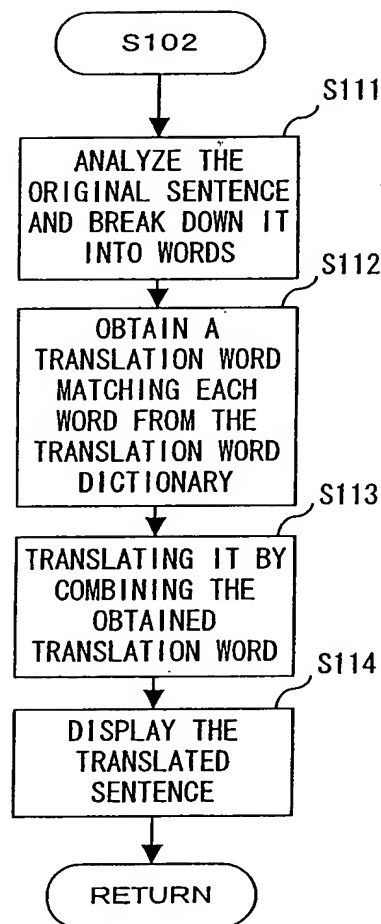 S102
S111
ANALYZE THE
ORIGINAL SENTENCE
AND BREAK DOWN IT
INTO WORDS
S112
OBTAIN A
TRANSLATION WORD
MATCHING EACH
WORD FROM THE
TRANSLATION WORD
DICTIONARY
S113
TRANSLATING IT BY
COMBINING THE
OBTAINED
TRANSLATION WORD
S114
DISPLAY THE
TRANSLATED
SENTENCE
RETURN